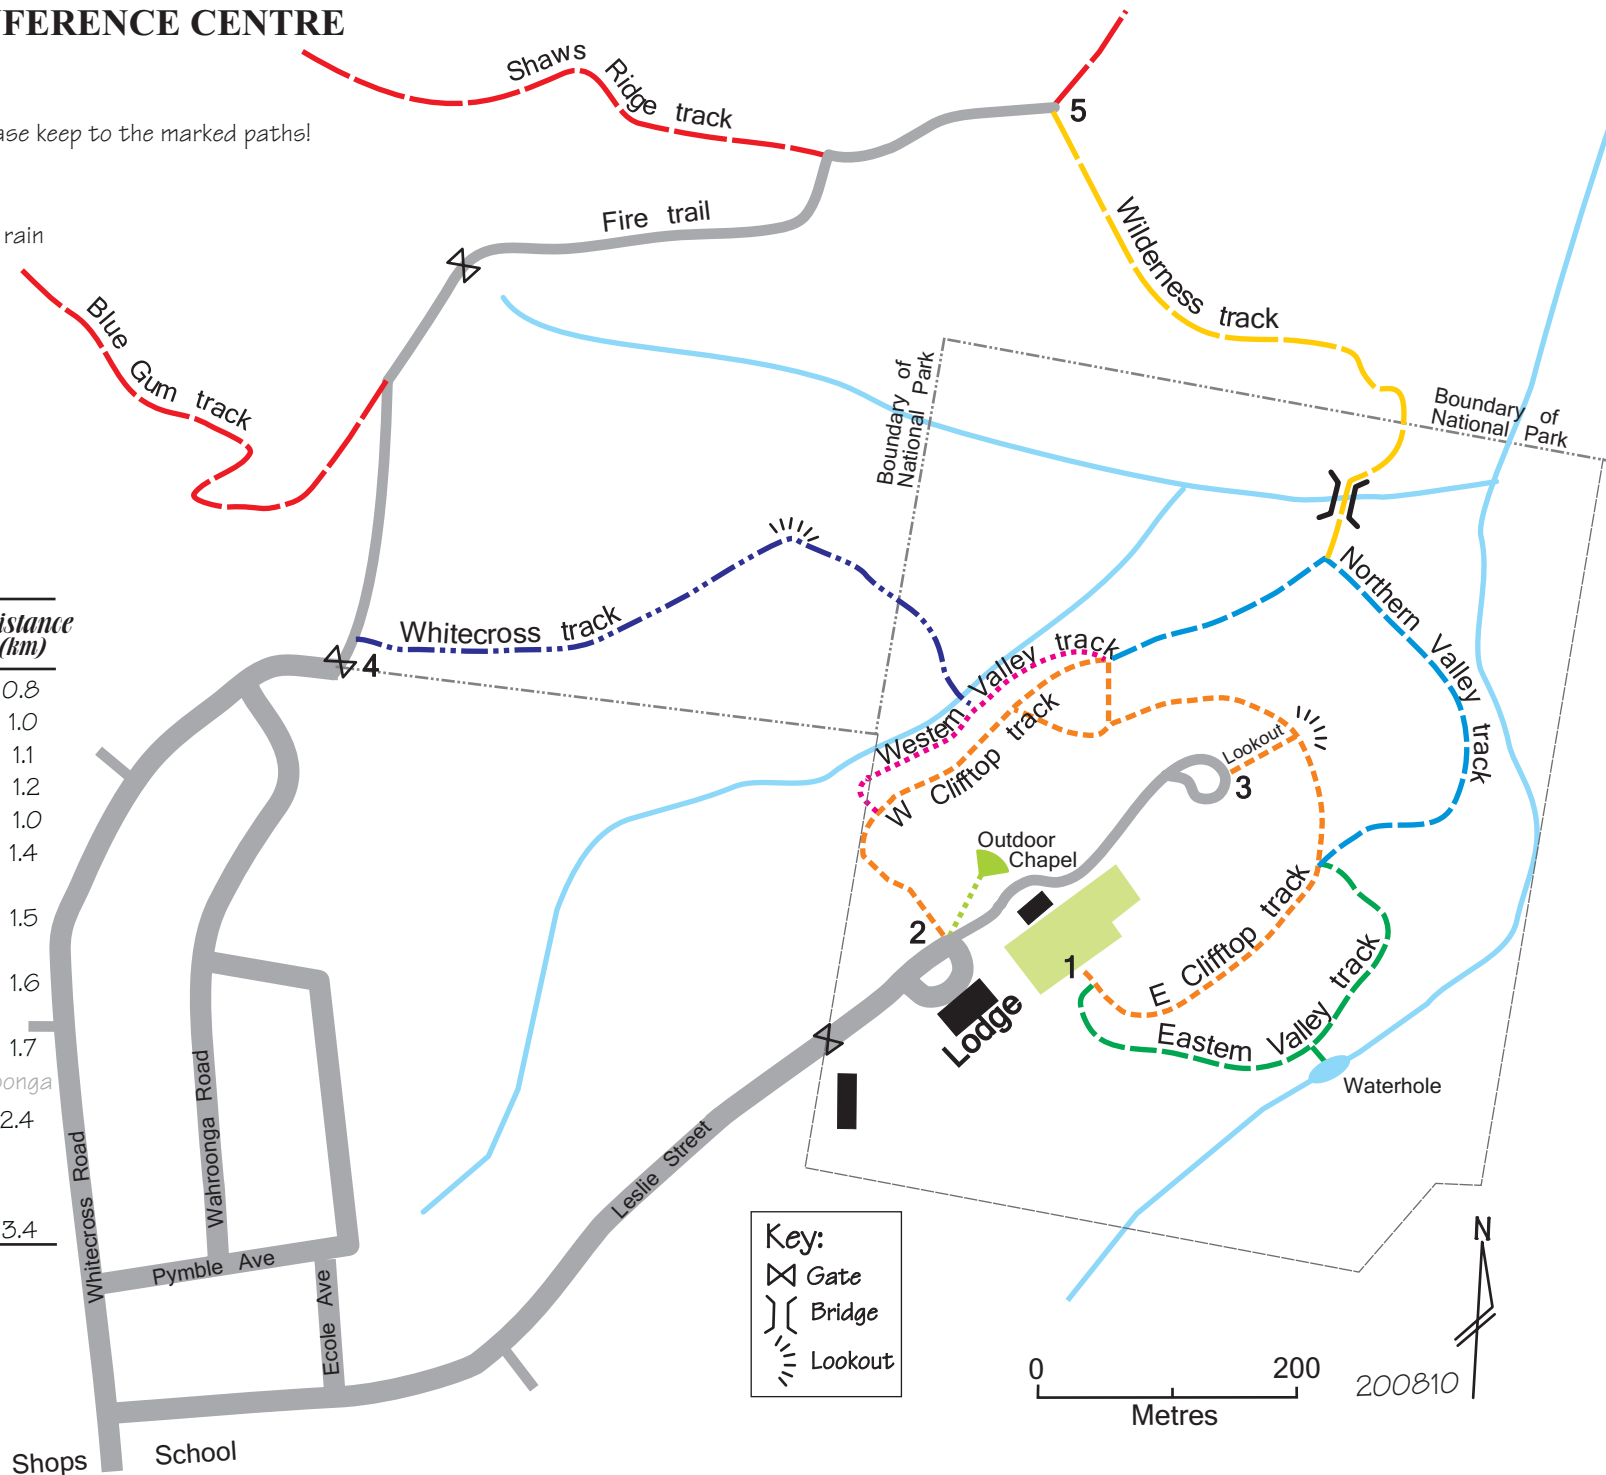 FERENCE CENTRE
ase keep to the marked paths!
rain
Shaws Ridge track
5
Fire trail
Wilderness track
Blue Gum track
Boundary of
National Park
Boundary of
National Park
Northern Valley track
Whitecross track
4
Western Valley track
W Clifftop track
Lookout
3
Outdoor
Chapel
2
1
E Clifftop track
Eastern Valley track
Lodge
Waterhole
istance
(km)
0.8
1.0
1.1
1.2
1.0
1.4
1.5
1.6
1.7
onga
2.4
3.4
Whitecross Road
Wahroonga Road
Pymble Ave
Ecole Ave
Leslie Street
Shops
School
Key:
Gate
Bridge
Lookout
0 200
Metres
200810
N